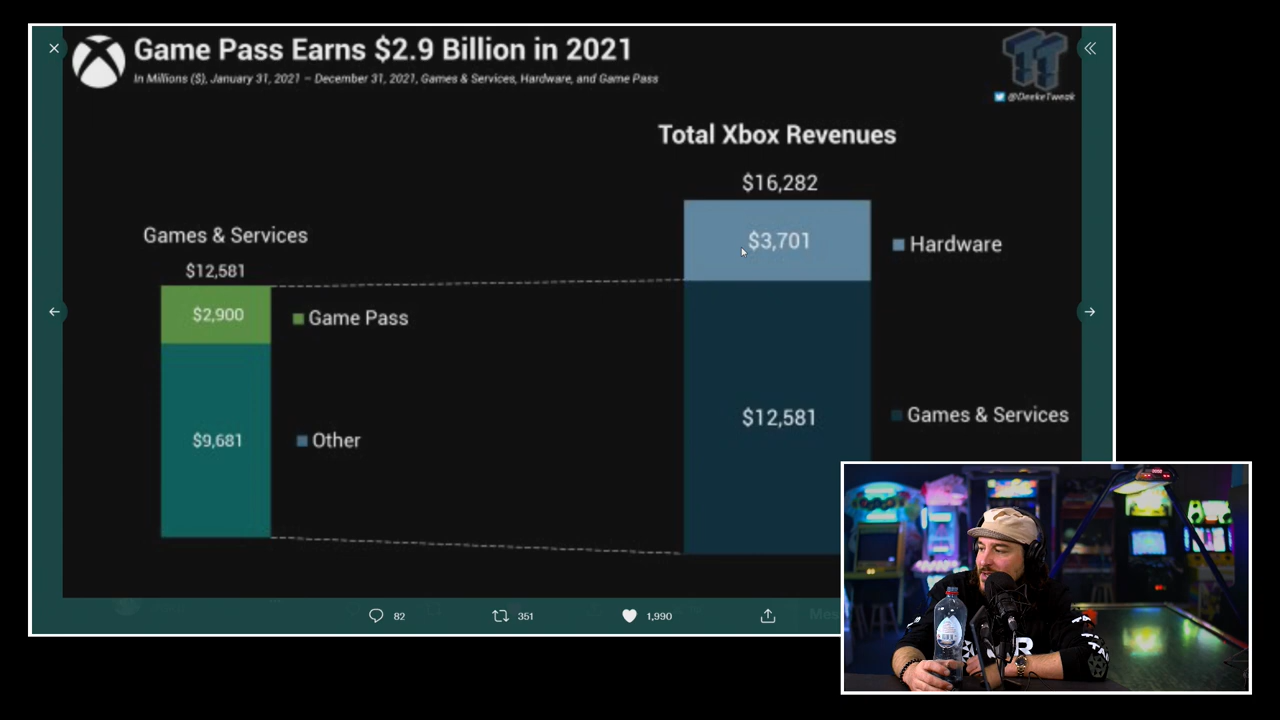 Game Pass Earns $2.9 Billion in 2021
In Millions ($), January 31, 2021 – December 31, 2021, Games & Services, Hardware, and Game Pass
@DeekeTweak
Total Xbox Revenues
$16,282
$3,701
Hardware
Games & Services
$12,581
$2,900
Game Pass
$9,681
Other
$12,581
Games & Services
82
351
1,990